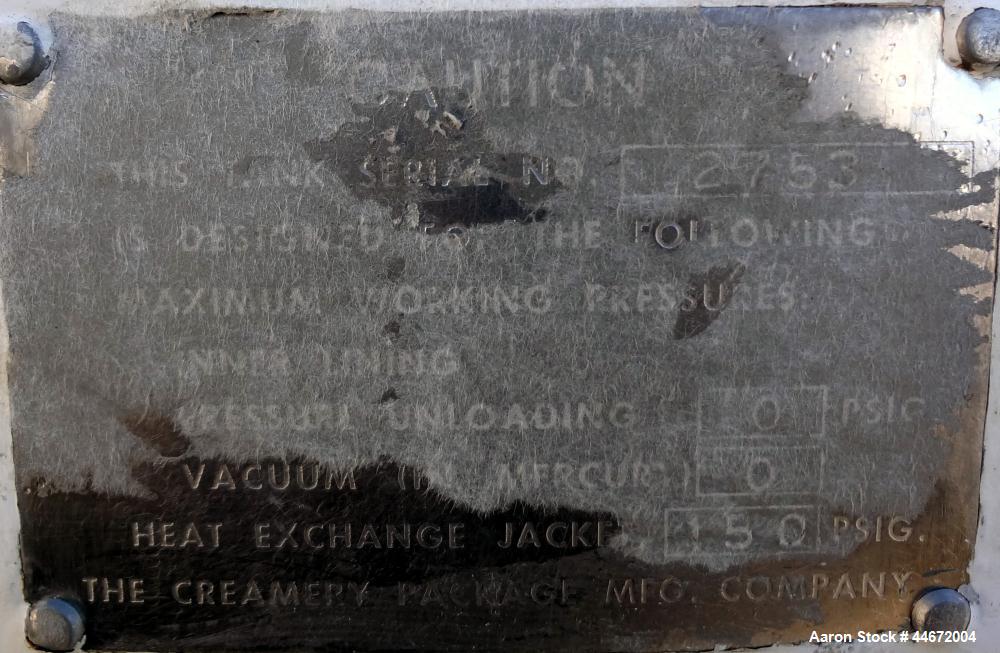 CAUTION
THIS TANK SERIAL NO. 2753
IS DESIGNED FOR THE FOLLOWING
MAXIMUM WORKING PRESSURES:
INNER LINING
PRESSURE UNLOADING 0 PSIG
VACUUM (IN. MERCURY) 0
HEAT EXCHANGE JACKET 150 PSIG.
THE CREAMERY PACKAGE MFG. COMPANY
Aaron Stock # 44672004